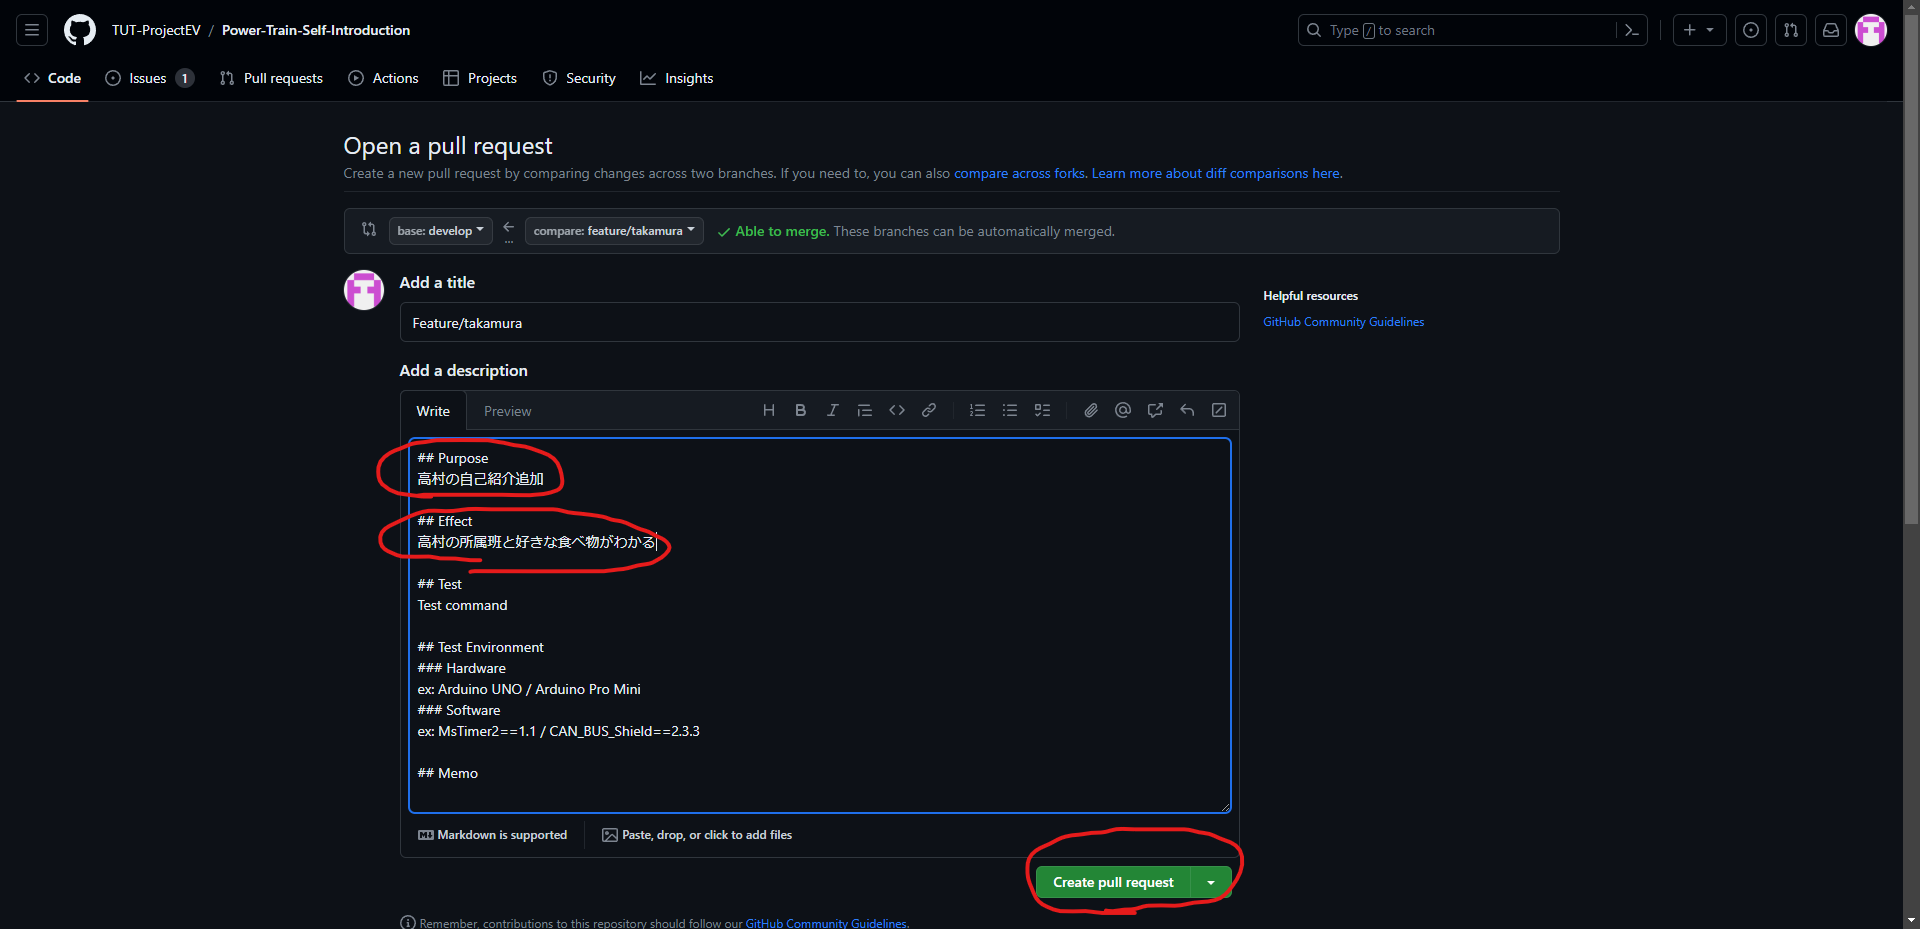 TUT-ProjectEV / Power-Train-Self-Introduction
Type / to search
Code
Issues 1
Pull requests
Actions
Projects
Security
Insights
Open a pull request
Create a new pull request by comparing changes across two branches. If you need to, you can also compare across forks. Learn more about diff comparisons here.
base: develop
compare: feature/takamura
Able to merge. These branches can be automatically merged.
Add a title
Feature/takamura
Helpful resources
GitHub Community Guidelines
Add a description
Write
Preview
## Purpose
高村の自己紹介追加
## Effect
高村の所属班と好きな食べ物がわかる
## Test
Test command
## Test Environment
### Hardware
ex: Arduino UNO / Arduino Pro Mini
### Software
ex: MsTimer2==1.1 / CAN_BUS_Shield==2.3.3
## Memo
Markdown is supported
Paste, drop, or click to add files
Create pull request
Remember, contributions to this repository should follow our GitHub Community Guidelines.